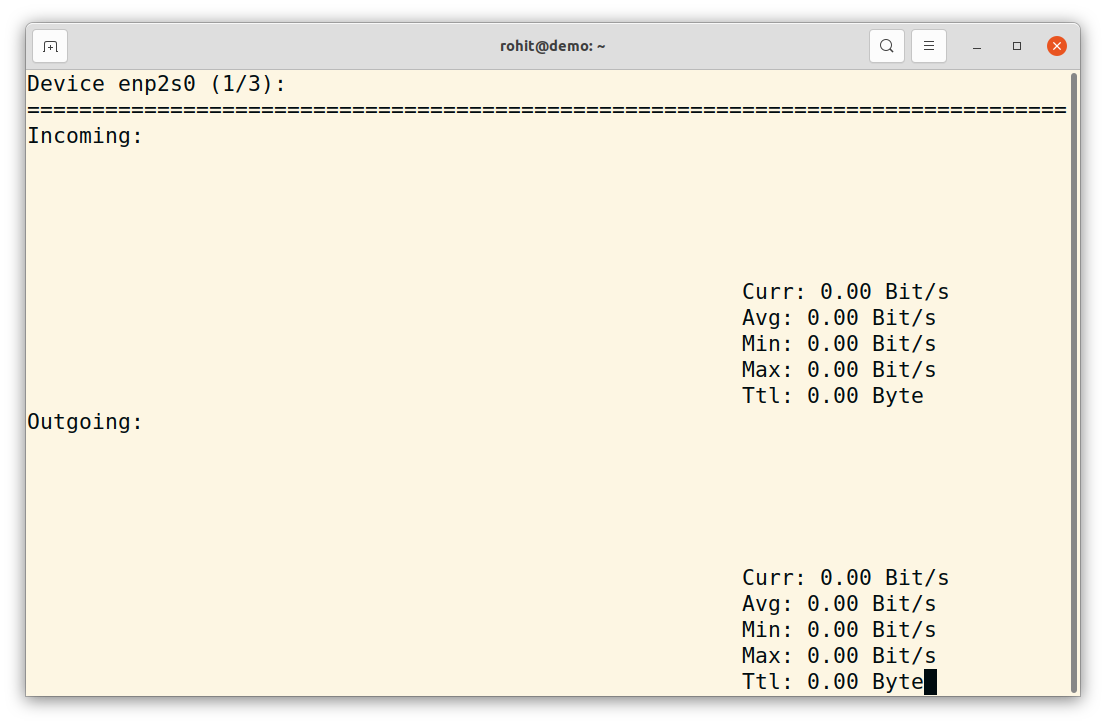 rohit@demo: ~
Device enp2s0 (1/3):
================================================================================
Incoming:
Curr: 0.00 Bit/s
Avg: 0.00 Bit/s
Min: 0.00 Bit/s
Max: 0.00 Bit/s
Ttl: 0.00 Byte
Outgoing:
Curr: 0.00 Bit/s
Avg: 0.00 Bit/s
Min: 0.00 Bit/s
Max: 0.00 Bit/s
Ttl: 0.00 Byte